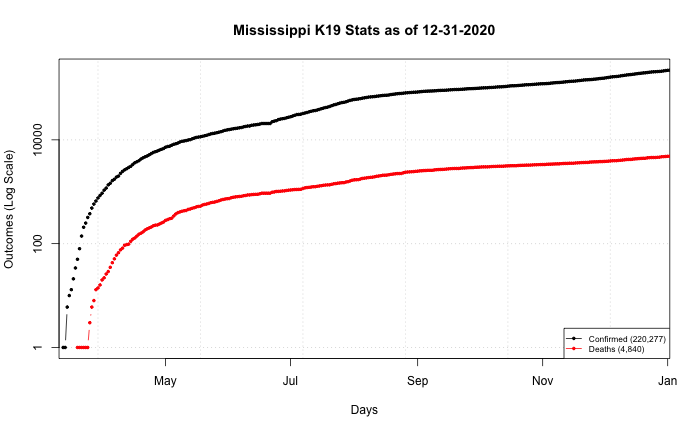 Mississippi K19 Stats as of 12-31-2020
Outcomes (Log Scale)
10000
100
1
Confirmed (220,277)
Deaths (4,840)
May Jul Sep Nov Jan
Days